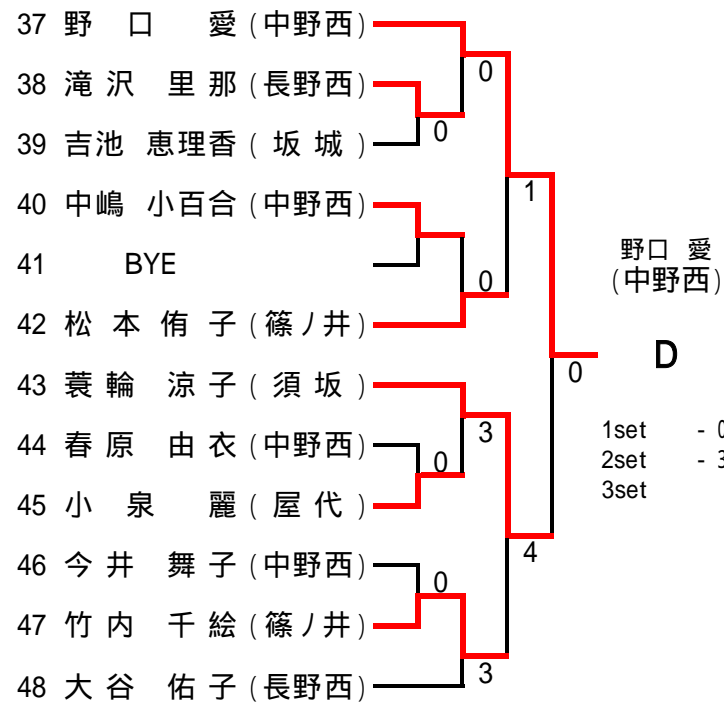 37 野口 愛 (中野西)
38 滝沢 里那 (長野西)
39 吉池 恵理香 (坂城)
40 中嶋 小百合 (中野西)
41 BYE
42 松本侑子 (篠ノ井)
43 蓑輪 涼子 (須坂)
44 春原 由衣 (中野西)
45 小泉 麗 (屋代)
46 今井 舞子 (中野西)
47 竹内 千絵 (篠ノ井)
48 大谷 佑子 (長野西)
0
0
0
1
3
0
0
3
4
0
野口 愛
(中野西)
D
1set - 0
2set - 3
3set